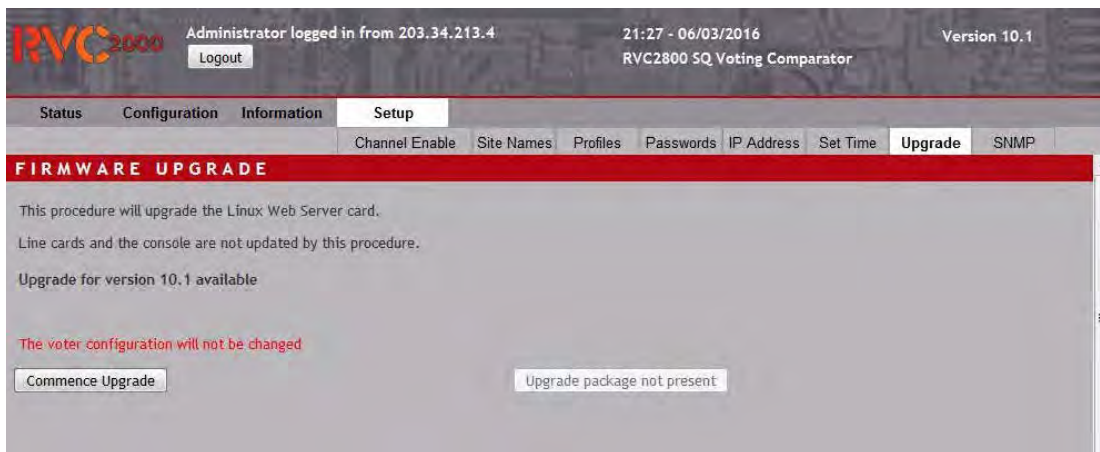 RVC2000
Administrator logged in from 203.34.213.4
Logout
21:27 - 06/03/2016
RVC2800 SQ Voting Comparator
Version 10.1
Status Configuration Information Setup
Channel Enable Site Names Profiles Passwords IP Address Set Time Upgrade SNMP
FIRMWARE UPGRADE
This procedure will upgrade the Linux Web Server card.
Line cards and the console are not updated by this procedure.
Upgrade for version 10.1 available
The voter configuration will not be changed
Commence Upgrade
Upgrade package not present